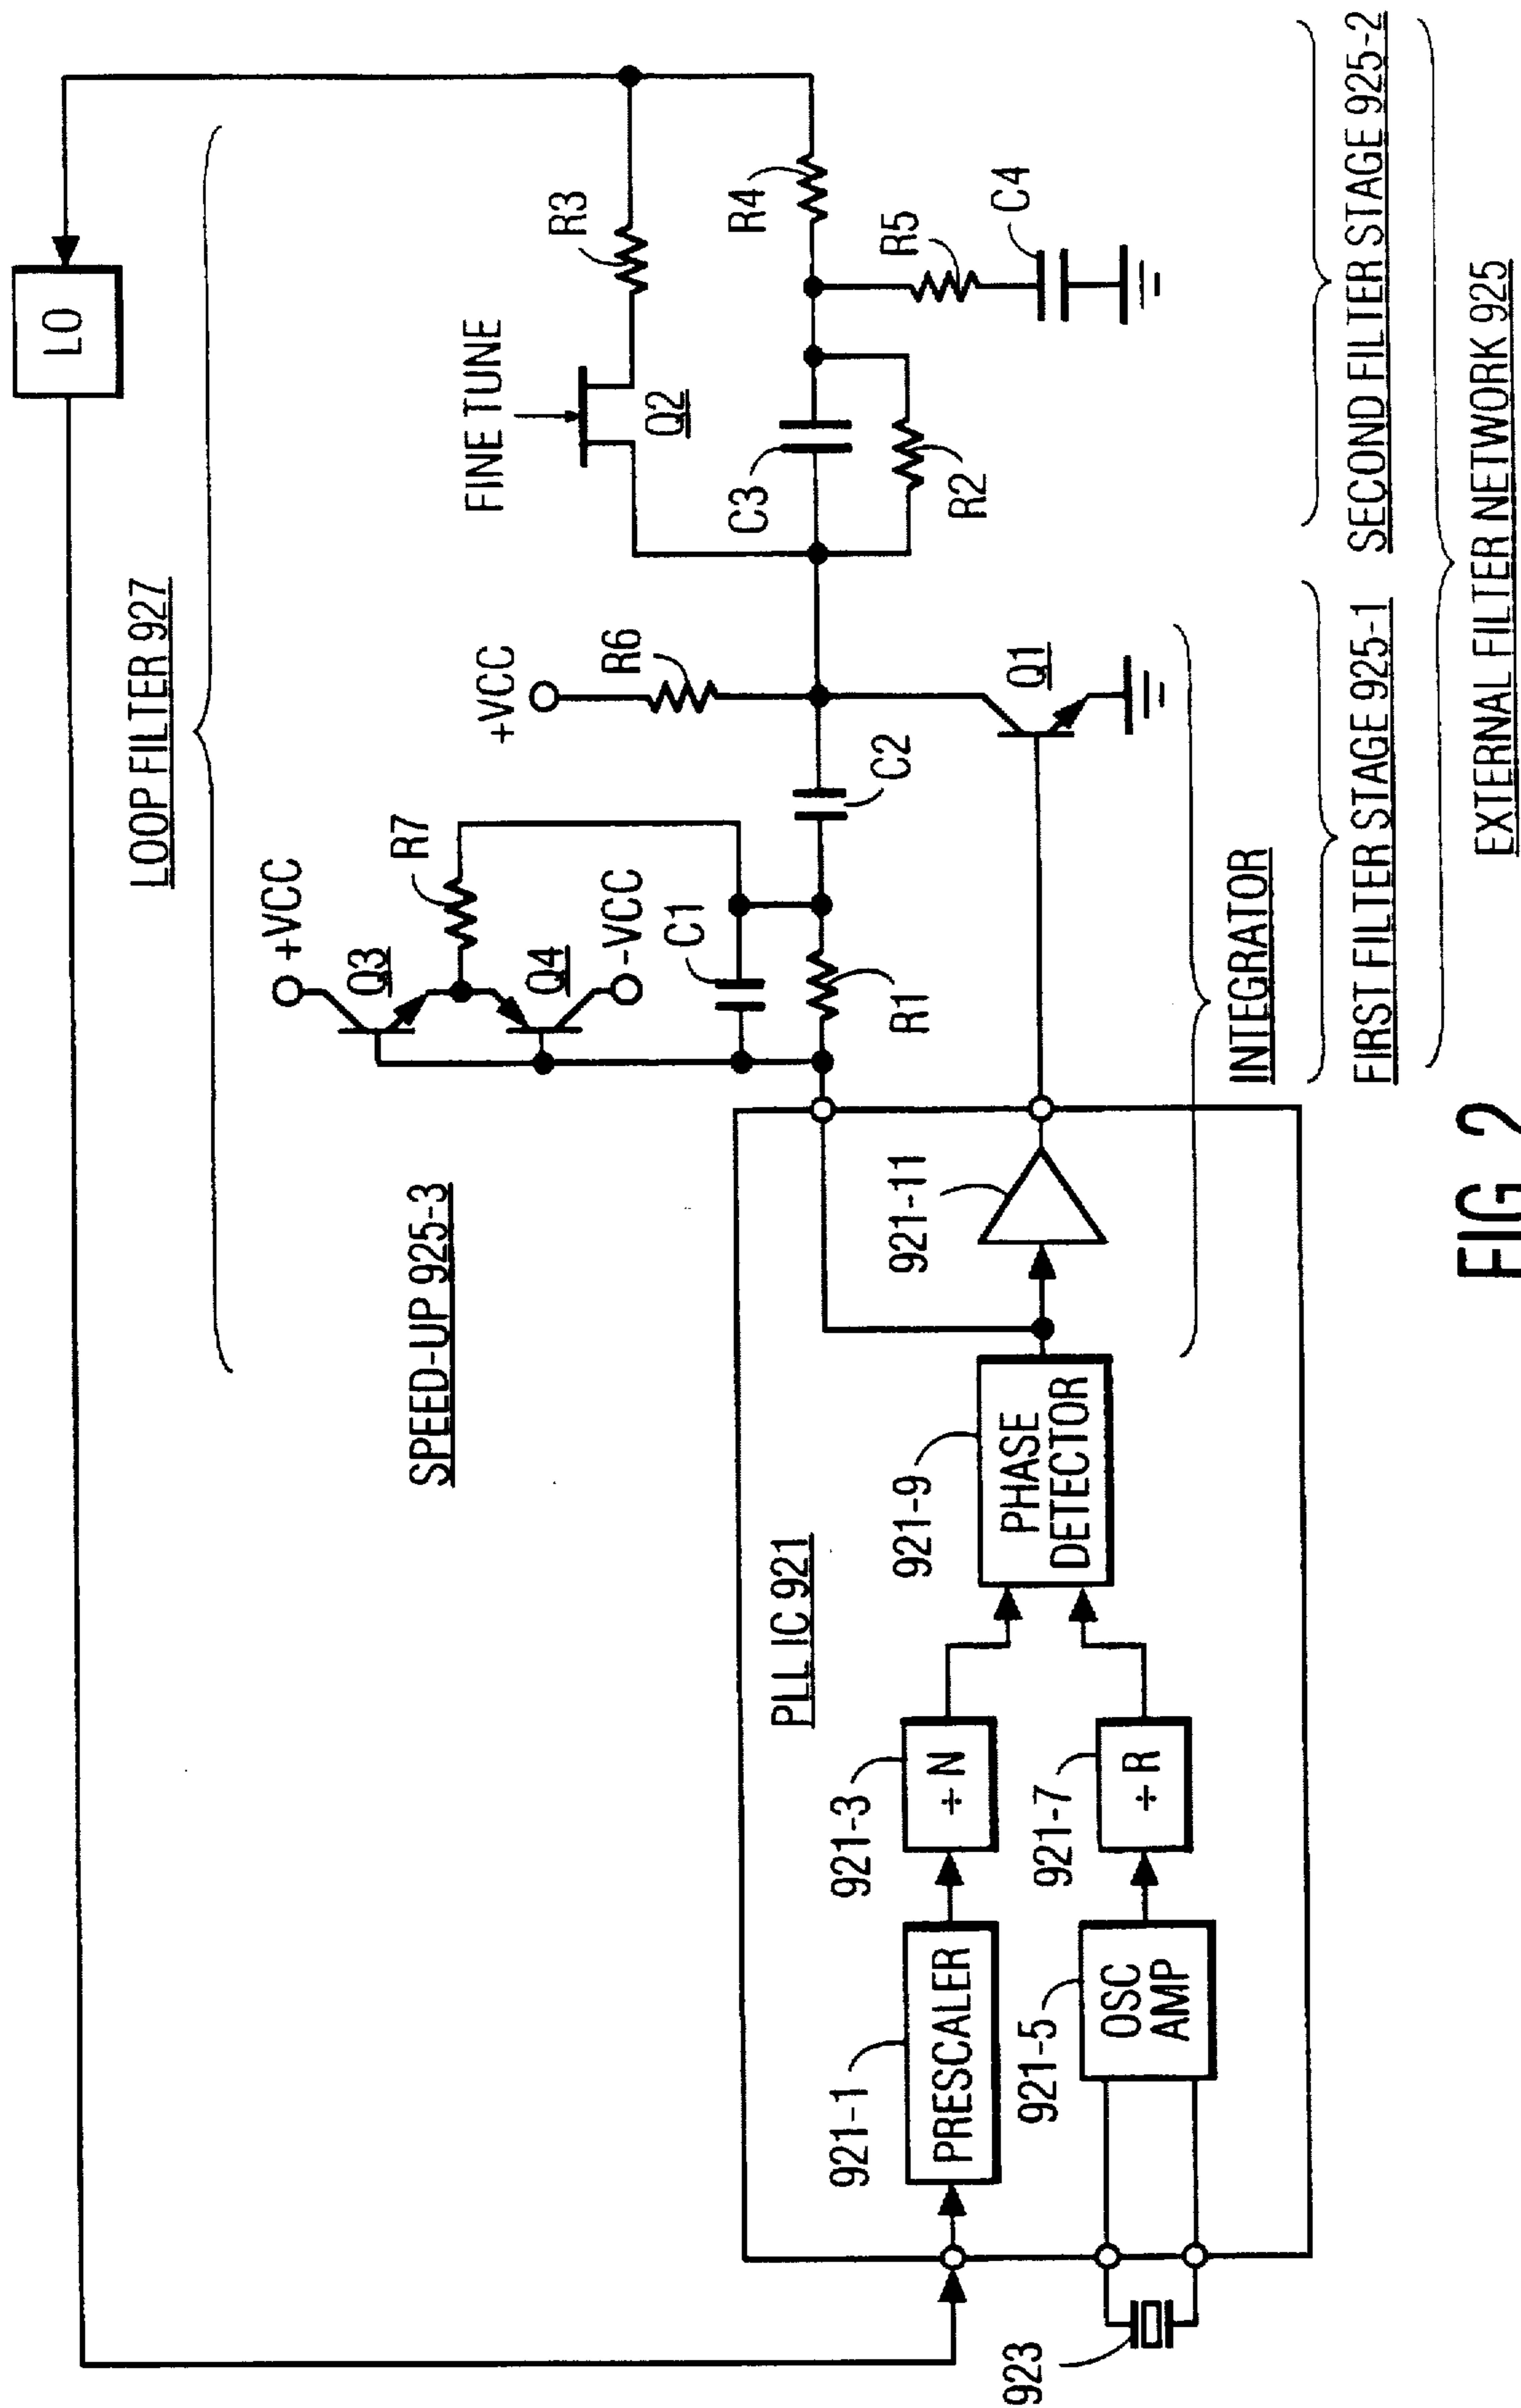 LO
LOOP FILTER 927
SPEED-UP 925-3
+VCC
Q3
Q4
-VCC
R7
C1
R1
+VCC
R6
C2
Q1
FINE TUNE
Q2
R3
C3
R2
R4
R5
C4
PLL IC 921
921-1
PRESCALER
921-3
÷ N
921-5
OSC
AMP
921-7
÷ R
921-9
PHASE
DETECTOR
921-11
923
INTEGRATOR
FIRST FILTER STAGE 925-1
SECOND FILTER STAGE 925-2
EXTERNAL FILTER NETWORK 925
FIG. 2